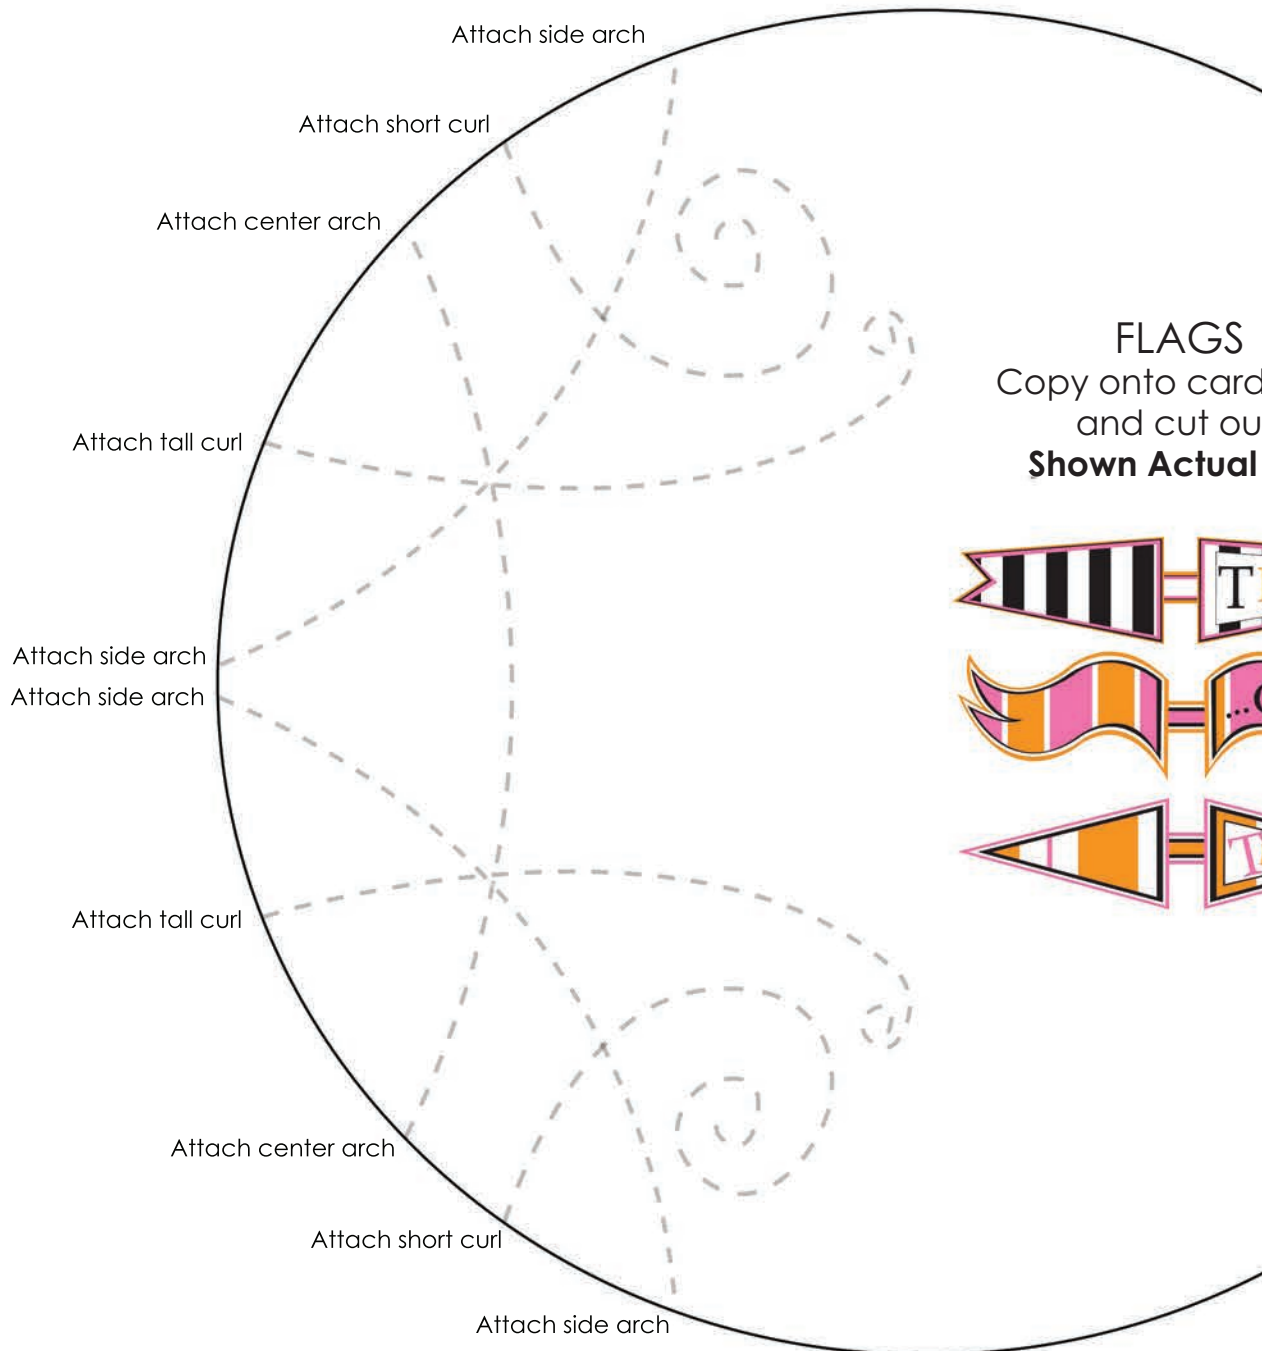 Attach side arch
Attach short curl
Attach center arch
Attach tall curl
Attach side arch
Attach side arch
Attach tall curl
Attach center arch
Attach short curl
Attach side arch
FLAGS
Copy onto card
and cut ou
Shown Actual
T
...
T